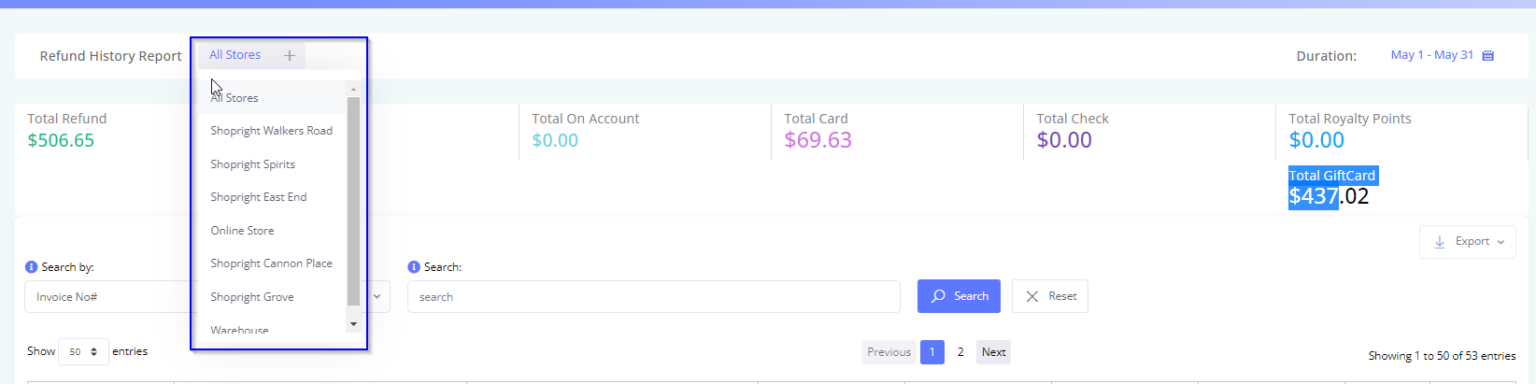 Refund History Report
All Stores +
Duration:
May 1 - May 31
All Stores
Shopright Walkers Road
Shopright Spirits
Shopright East End
Online Store
Shopright Cannon Place
Shopright Grove
Warehouse
Total Refund
$506.65
Total On Account
$0.00
Total Card
$69.63
Total Check
$0.00
Total Royalty Points
$0.00
Total GiftCard
$437.02
Export
Search by:
Invoice No#
Search:
search
Search
Reset
Show 50 entries
Previous 1 2 Next
Showing 1 to 50 of 53 entries